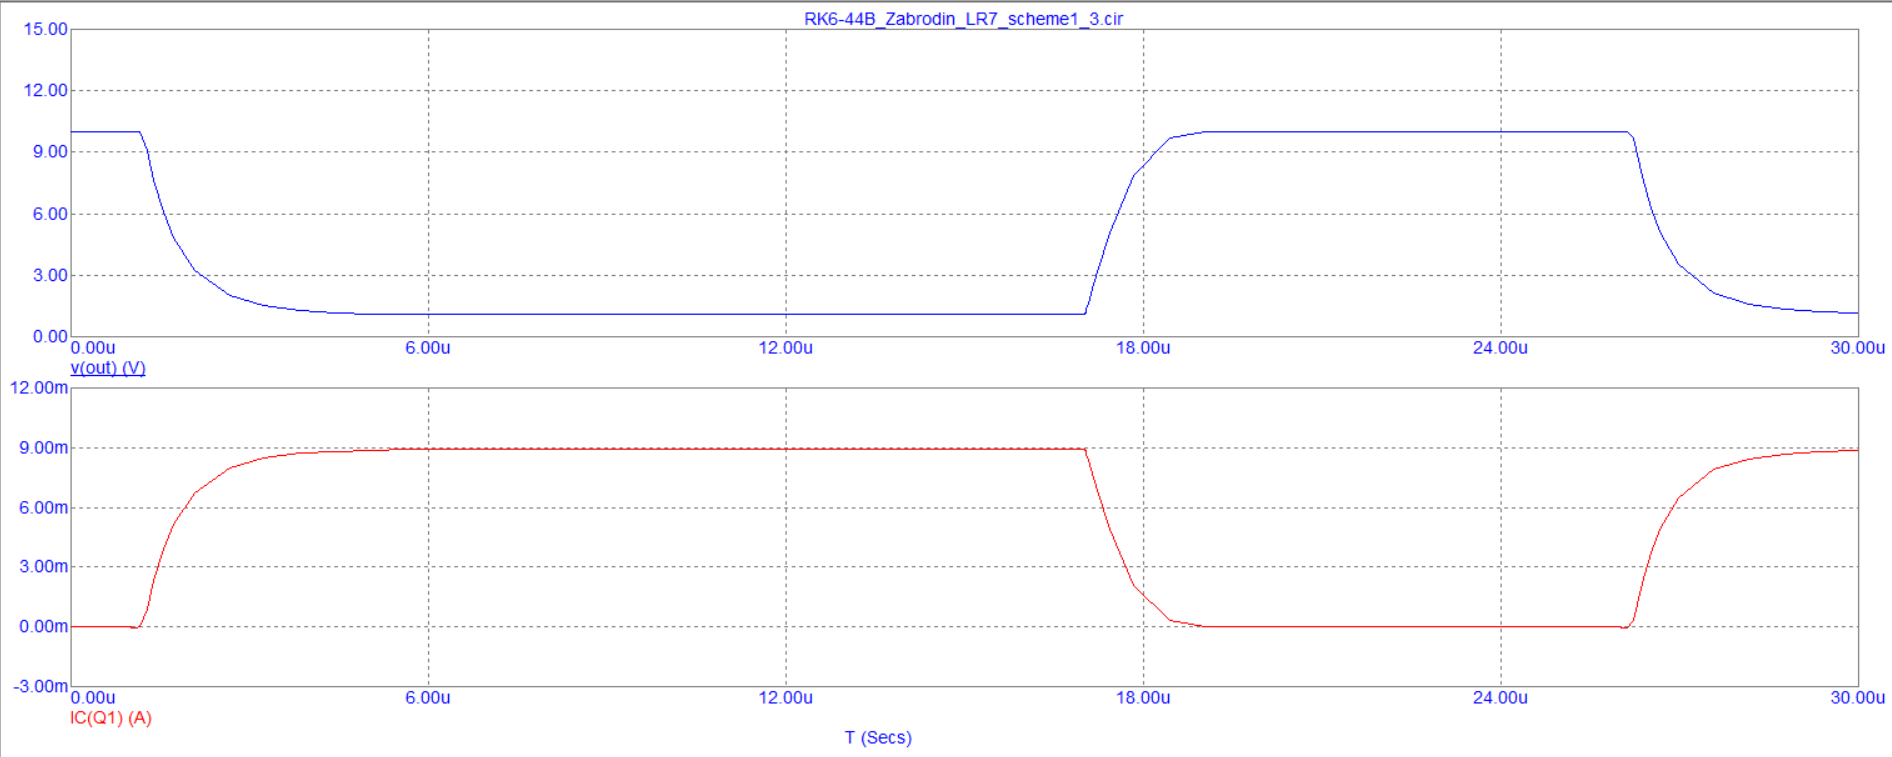 RK6-44B_Zabrodin_LR7_scheme1_3.cir
15.00
12.00
9.00
6.00
3.00
0.00
0.00u 6.00u 12.00u 18.00u 24.00u 30.00u
v(out) (V)
12.00m
9.00m
6.00m
3.00m
0.00m
-3.00m
0.00u 6.00u 12.00u 18.00u 24.00u 30.00u
IC(Q1) (A)
T (Secs)